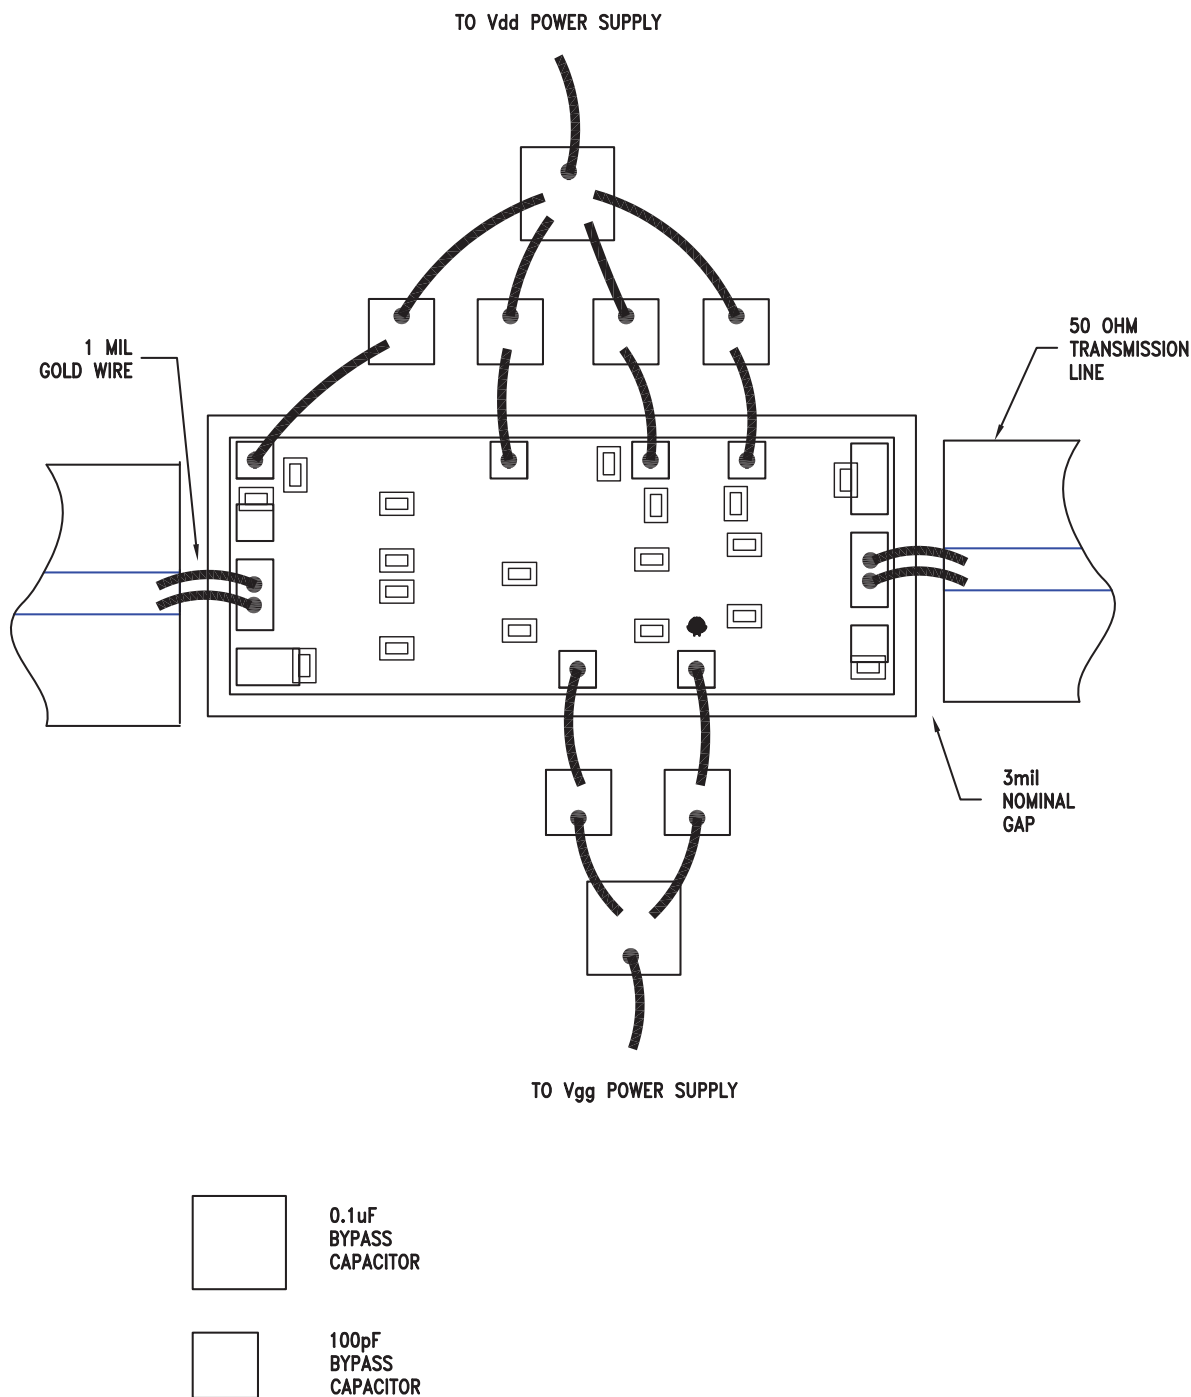 TO Vdd POWER SUPPLY
1 MIL
GOLD WIRE
50 OHM
TRANSMISSION
LINE
3mil
NOMINAL
GAP
TO Vgg POWER SUPPLY
0.1uF
BYPASS
CAPACITOR
100pF
BYPASS
CAPACITOR